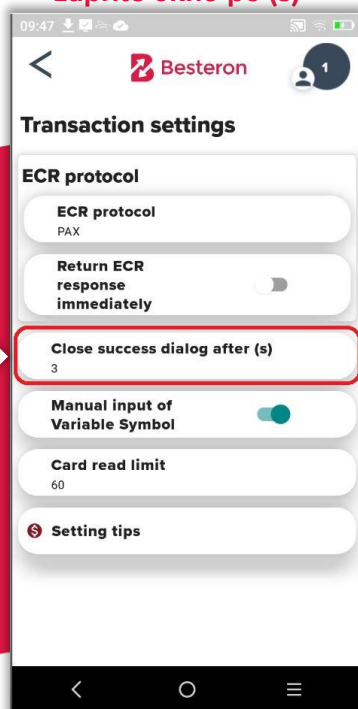 Zaprite okno po (s)
09:47
Besteron
1
Transaction settings
ECR protocol
ECR protocol
PAX
Return ECR
response
immediately
Close success dialog after (s)
3
Manual input of
Variable Symbol
Card read limit
60
Setting tips